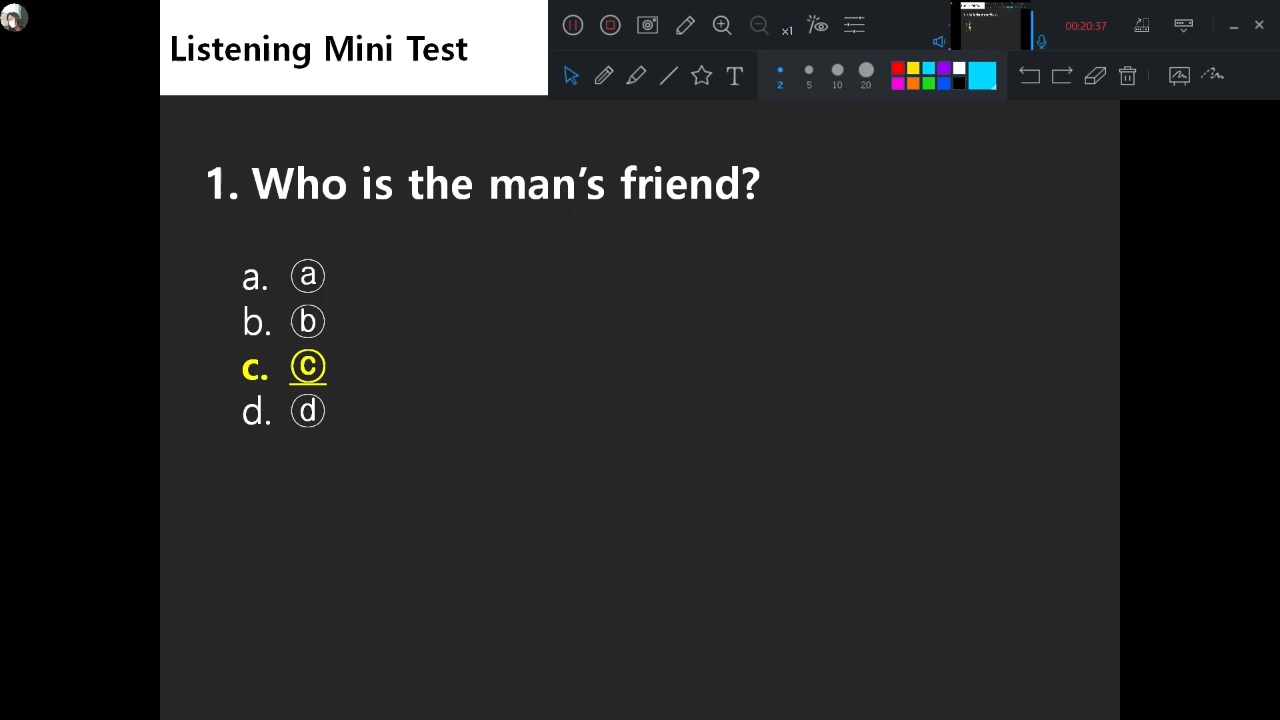 Listening Mini Test
x1
00:20:37
T
2 5 10 20
1. Who is the man's friend?
a. ⓐ
b. ⓑ
c. ⓒ
d. ⓓ